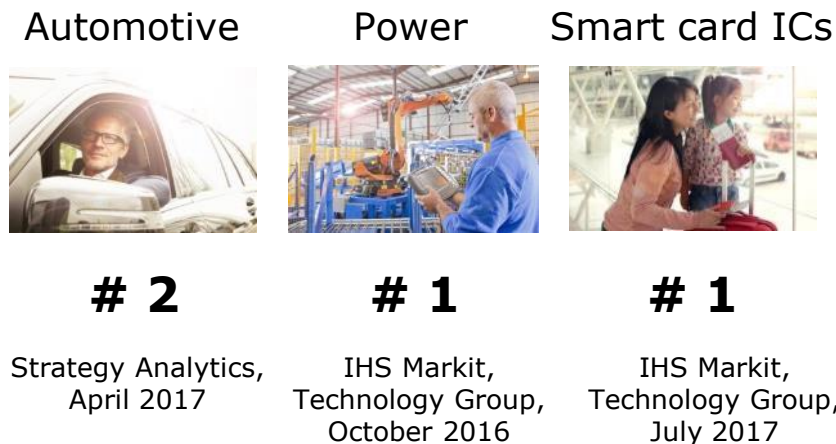 Automotive
Power
Smart card ICs
# 2
# 1
# 1
Strategy Analytics,
April 2017
IHS Markit,
Technology Group,
October 2016
IHS Markit,
Technology Group,
July 2017